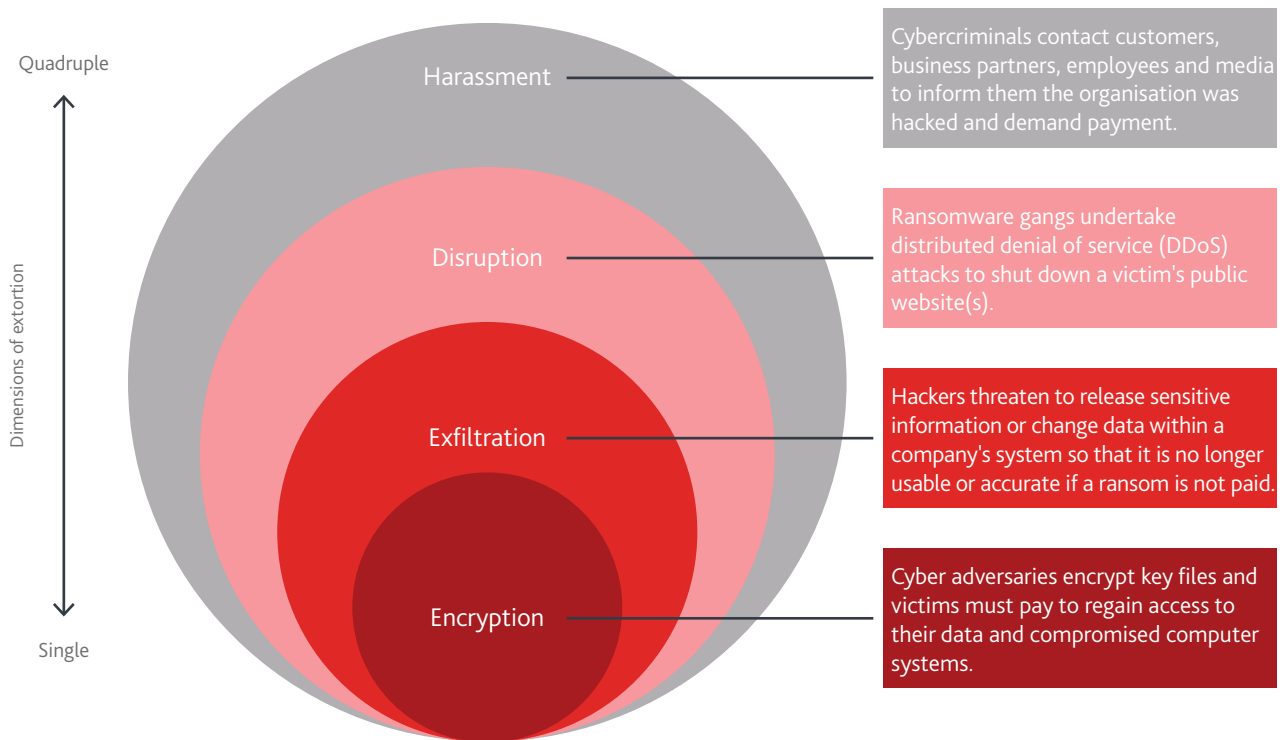 Quadruple
Dimensions of extortion
Single
Harassment
Cybercriminals contact customers,
business partners, employees and media
to inform them the organisation was
hacked and demand payment.
Disruption
Ransomware gangs undertake
distributed denial of service (DDoS)
attacks to shut down a victim's public
website(s).
Exfiltration
Hackers threaten to release sensitive
information or change data within a
company's system so that it is no longer
usable or accurate if a ransom is not paid.
Encryption
Cyber adversaries encrypt key files and
victims must pay to regain access to
their data and compromised computer
systems.